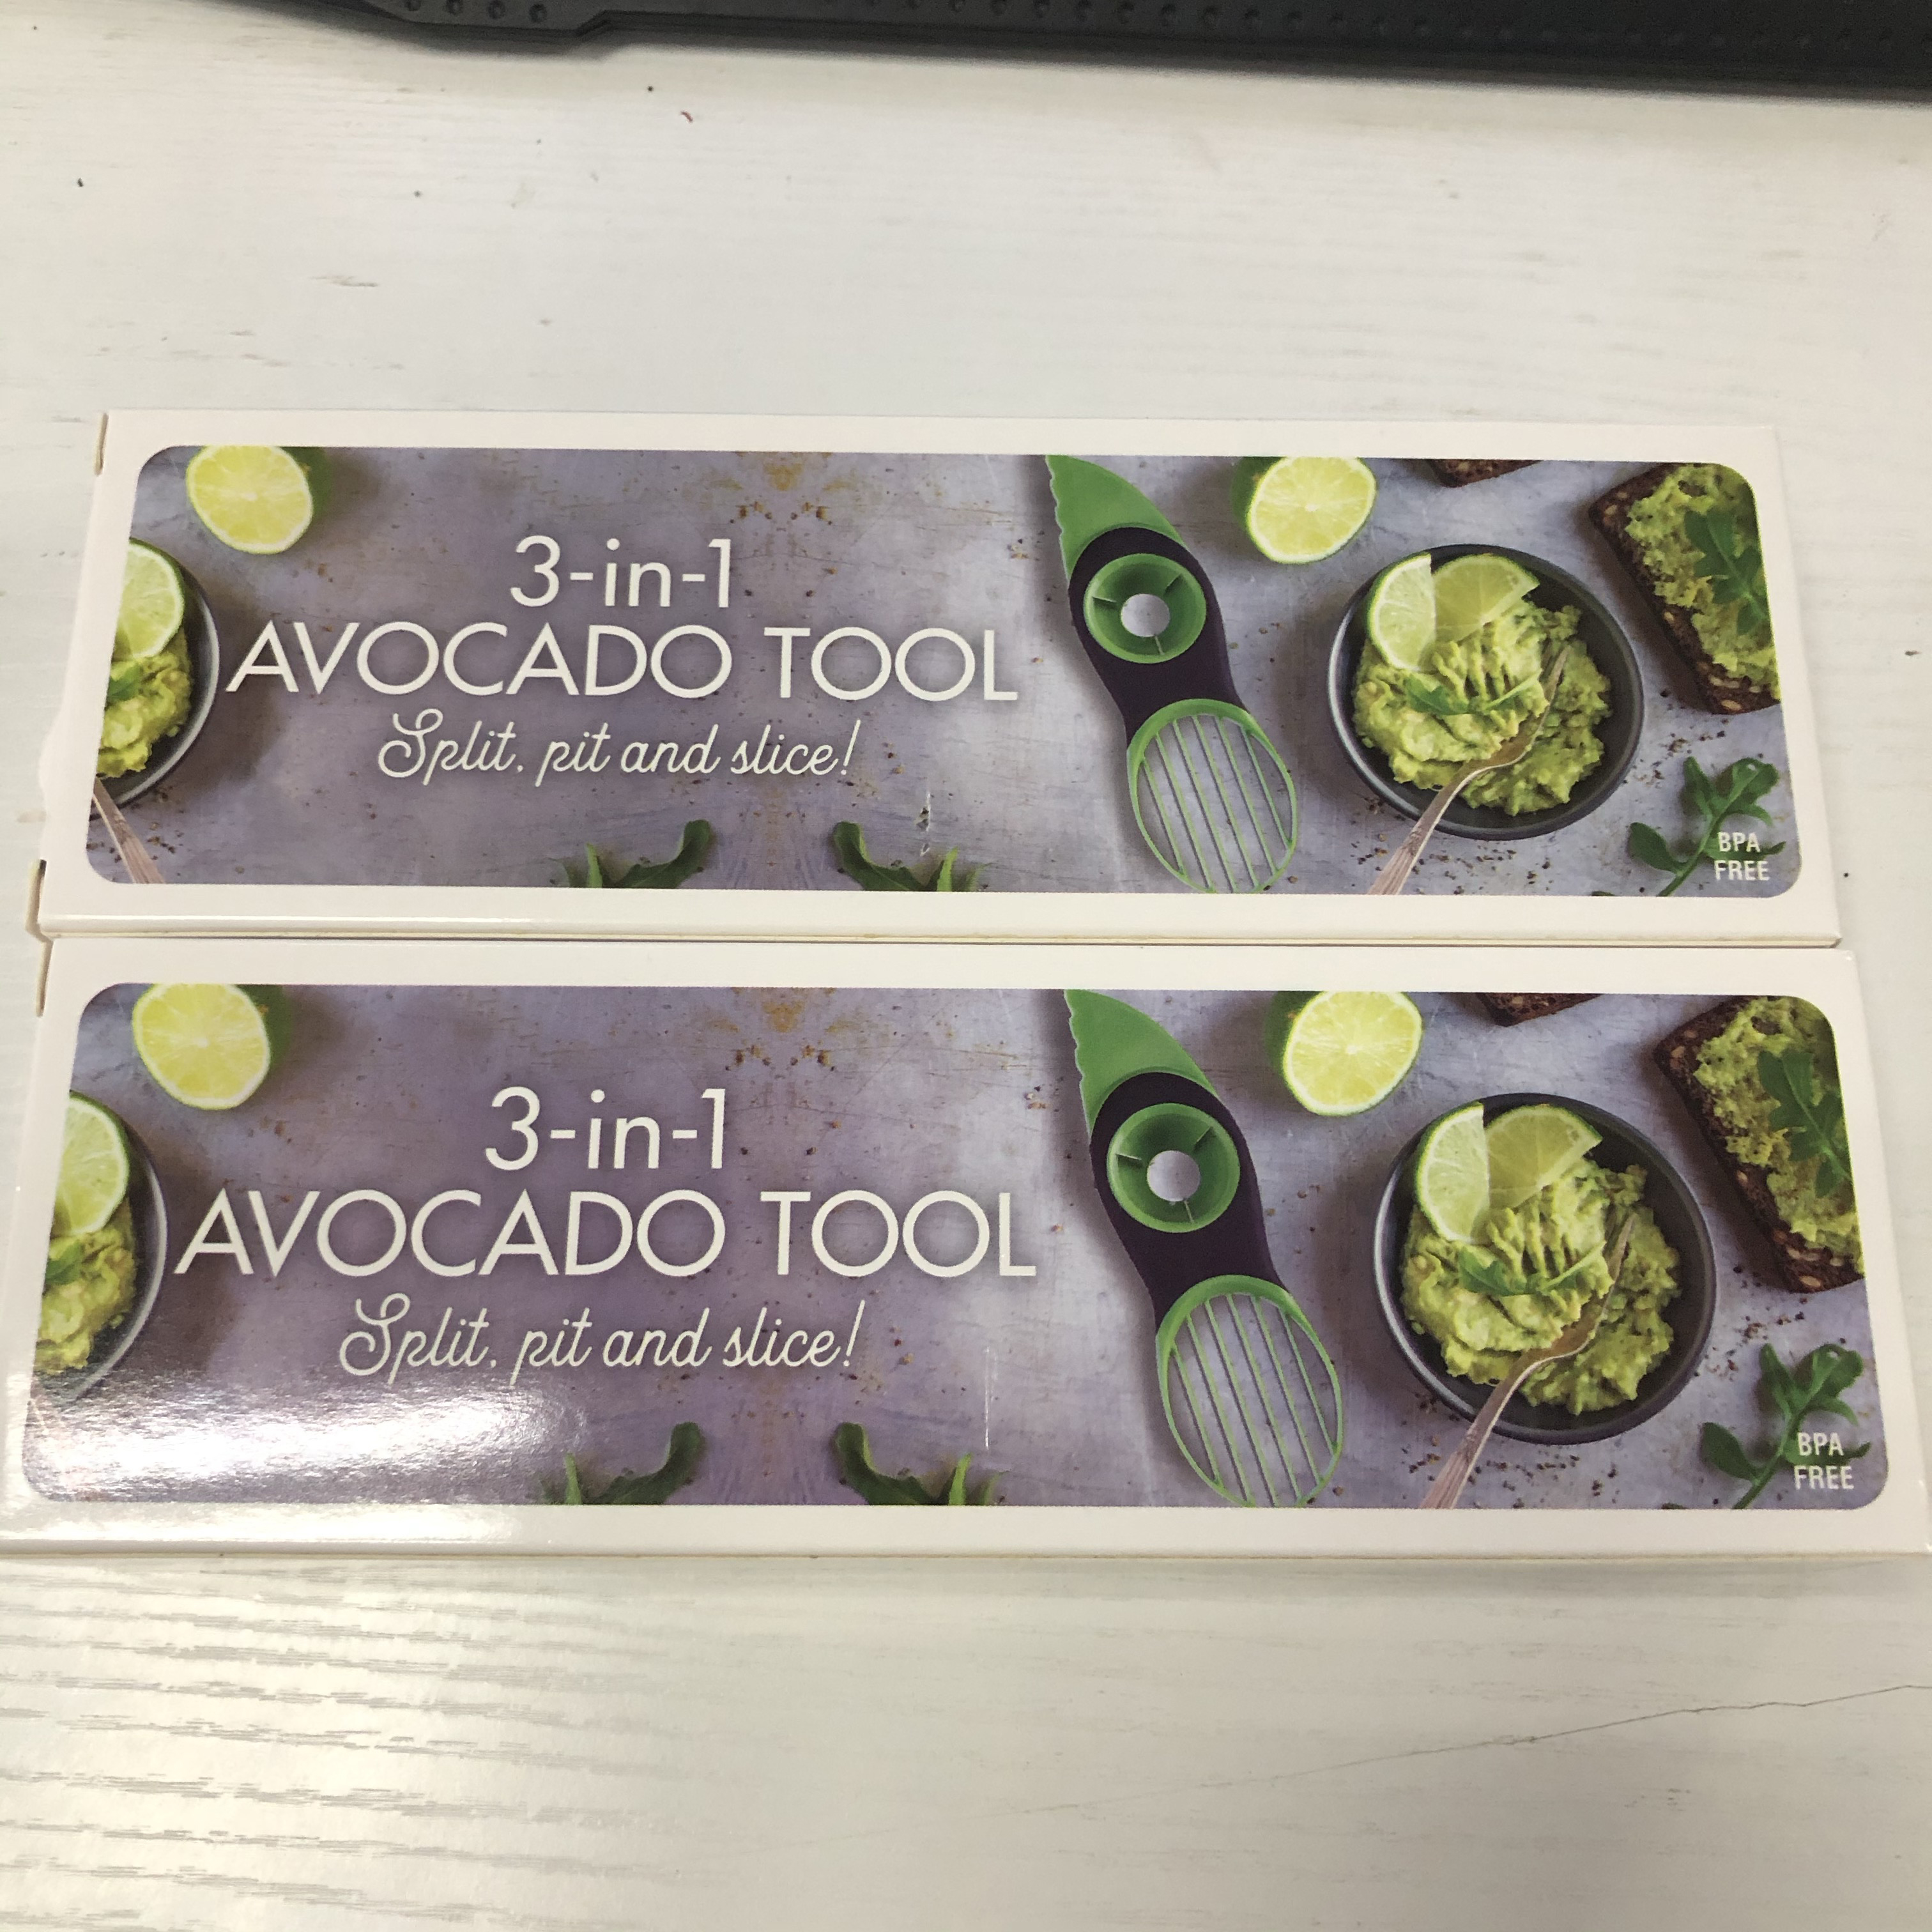 3-in-1
AVOCADO TOOL
Split, pit and slice!
BPA
FREE
3-in-1
AVOCADO TOOL
Split, pit and slice!
BPA
FREE